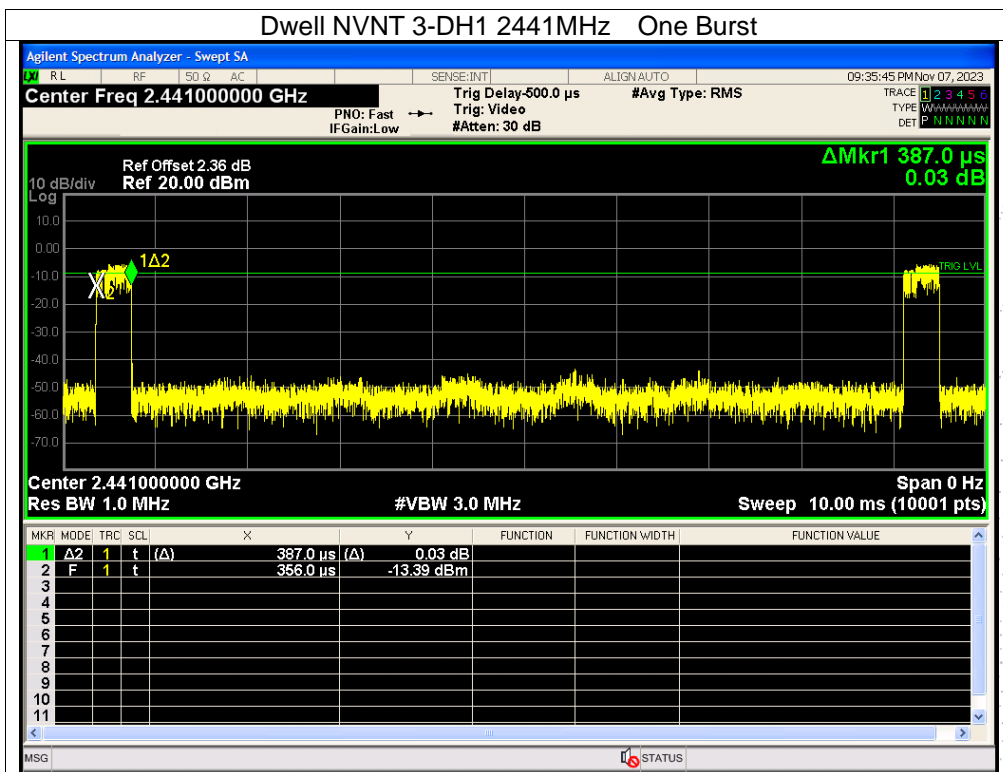 Dwell NVNT 3-DH1 2441MHz One Burst
Agilent Spectrum Analyzer - Swept SA
LXI RL RF 50 Ω AC SENSE:INT ALIGN AUTO 09:35:45 PM Nov 07, 2023
Center Freq 2.441000000 GHz Trig Delay-500.0 µs #Avg Type: RMS TRACE 1 2 3 4 5 6
PNO: Fast Trig: Video TYPE WWWWWW
IFGain:Low #Atten: 30 dB DET P N N N N N
ΔMkr1 387.0 µs
0.03 dB
Ref Offset 2.36 dB
10 dB/div Ref 20.00 dBm
Log
10.0
0.00
1Δ2
TRIG LVL
-10.0
2
-20.0
-30.0
-40.0
-50.0
-60.0
-70.0
Center 2.441000000 GHz Span 0 Hz
Res BW 1.0 MHz #VBW 3.0 MHz Sweep 10.00 ms (10001 pts)
MKR MODE TRC SCL X Y FUNCTION FUNCTION WIDTH FUNCTION VALUE
1 Δ2 1 t (Δ) 387.0 µs (Δ) 0.03 dB
2 F 1 t 356.0 µs -13.39 dBm
3
4
5
6
7
8
9
10
11
MSG STATUS